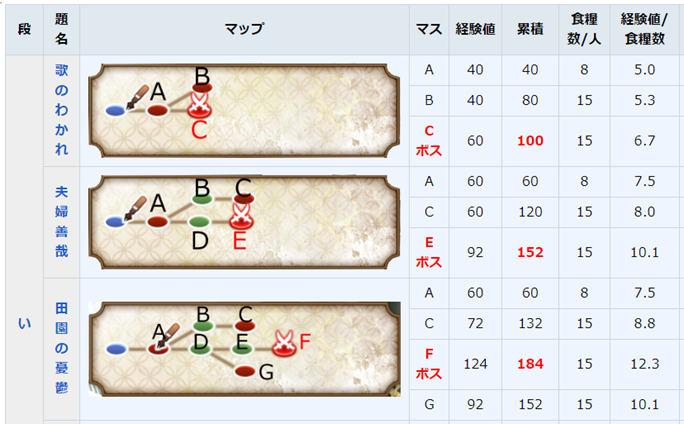 段 題名 マップ マス 経験値 累積 食糧数/人 経験値/食糧数
い
歌のわかれ
A B C
A 40 40 8 5.0
B 40 80 15 5.3
Cボス 60 100 15 6.7
夫婦善哉
A B C D E
A 60 60 8 7.5
C 60 120 15 8.0
Eボス 92 152 15 10.1
田園の憂鬱
A B C D E F G
A 60 60 8 7.5
C 72 132 15 8.8
Fボス 124 184 15 12.3
G 92 152 15 10.1